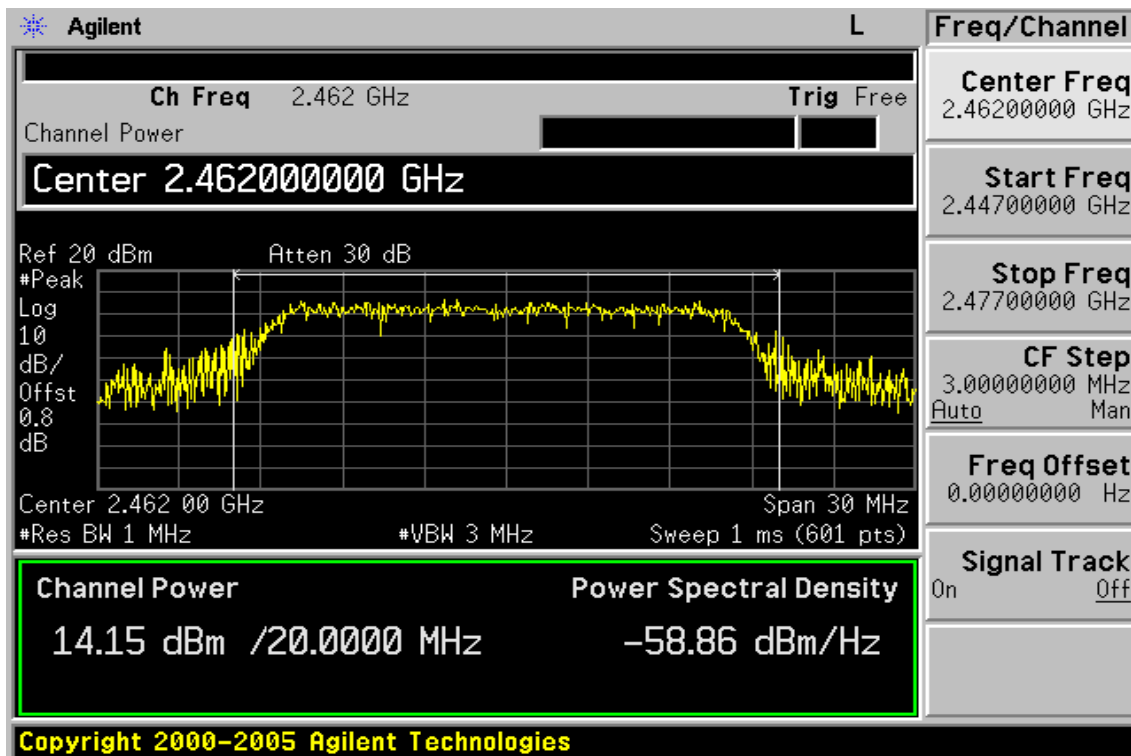 Agilent L Freq/Channel
Ch Freq 2.462 GHz Trig Free
Channel Power
Center 2.462000000 GHz
Ref 20 dBm Atten 30 dB
#Peak
Log
10
dB/
Offst
0.8
dB
Center 2.462 00 GHz Span 30 MHz
#Res BW 1 MHz #VBW 3 MHz Sweep 1 ms (601 pts)
Channel Power Power Spectral Density
14.15 dBm /20.0000 MHz -58.86 dBm/Hz
Center Freq
2.46200000 GHz
Start Freq
2.44700000 GHz
Stop Freq
2.47700000 GHz
CF Step
3.00000000 MHz
Auto Man
Freq Offset
0.00000000 Hz
Signal Track
On Off
Copyright 2000-2005 Agilent Technologies